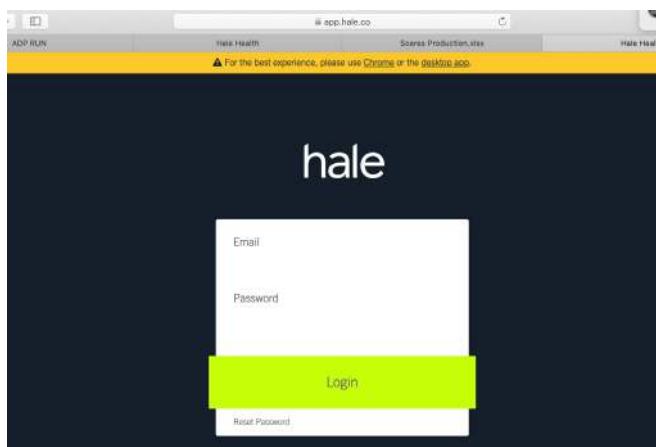 app.hale.co
ADP RUN
Hale Health
Soares Production.xlsx
Hale Heal
For the best experience, please use Chrome or the desktop app.
hale
Email
Password
Login
Reset Password